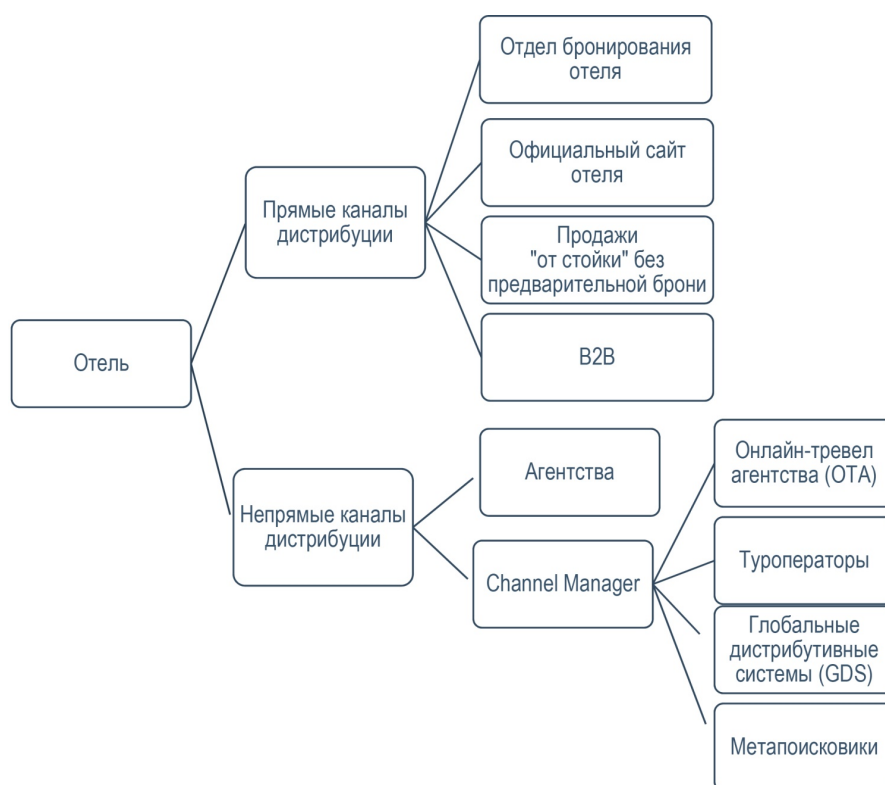 Отдел бронирования
отеля
Официальный сайт
отеля
Прямые каналы
дистрибуции
Продажи
"от стойки" без
предварительной брони
B2B
Отель
Агентства
Онлайн-тревел
агентства (ОТА)
Непрямые каналы
дистрибуции
Туроператоры
Channel Manager
Глобальные
дистрибутивные
системы (GDS)
Метапоисковики